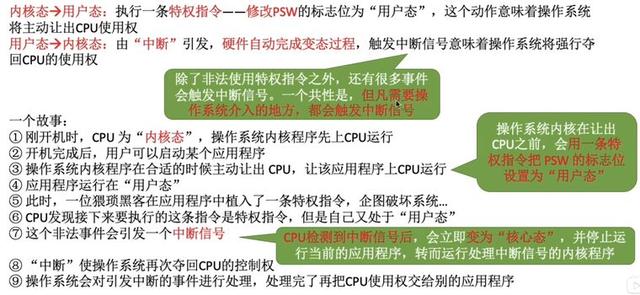 内核态→用户态：执行一条特权指令——修改PSW的标志位为“用户态”，这个动作意味着操作系统
将主动让出CPU使用权
用户态→内核态：由“中断”引发，硬件自动完成变态过程，触发中断信号意味着操作系统将强行夺
回CPU的使用权
除了非法使用特权指令之外，还有很多事件
会触发中断信号。一个共性是，但凡需要操
作系统介入的地方，都会触发中断信号
一个故事：
① 刚开机时，CPU 为“内核态”，操作系统内核程序先上CPU运行
② 开机完成后，用户可以启动某个应用程序
③ 操作系统内核程序在合适的时候主动让出 CPU，让该应用程序上CPU运行
操作系统内核在让出
CPU之前，会用一条特
权指令把 PSW 的标志位
设置为“用户态”
④ 应用程序运行在“用户态”
⑤ 此时，一位猥琐黑客在应用程序中植入了一条特权指令，企图破坏系统…
⑥ CPU发现接下来要执行的这条指令是特权指令，但是自己又处于“用户态”
⑦ 这个非法事件会引发一个中断信号
CPU检测到中断信号后，会立即变为“核心态”，并停止运
行当前的应用程序，转而运行处理中断信号的内核程序
⑧ “中断”使操作系统再次夺回CPU的控制权
⑨ 操作系统会对引发中断的事件进行处理，处理完了再把CPU使用权交给别的应用程序